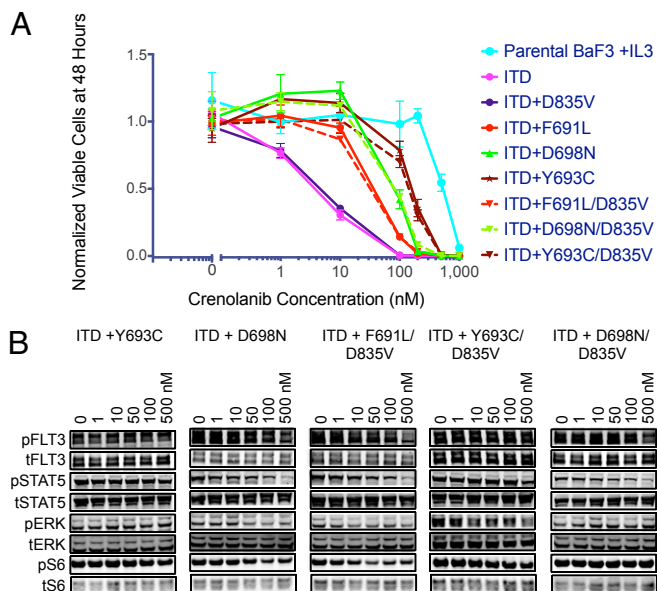 A
Normalized Viable Cells at 48 Hours
1.5
1.0
0.5
0.0
0
1
10
100
1,000
Crenolanib Concentration (nM)
Parental BaF3 +IL3
ITD
ITD+D835V
ITD+F691L
ITD+D698N
ITD+Y693C
ITD+F691L/D835V
ITD+D698N/D835V
ITD+Y693C/D835V
B
ITD +Y693C
ITD + D698N
ITD + F691L/
D835V
ITD + Y693C/
D835V
ITD + D698N/
D835V
0 1 10 50 100 500 nM
0 1 10 50 100 500 nM
0 1 10 50 100 500 nM
0 1 10 50 100 500 nM
0 1 10 50 100 500 nM
pFLT3
tFLT3
pSTAT5
tSTAT5
pERK
tERK
pS6
tS6